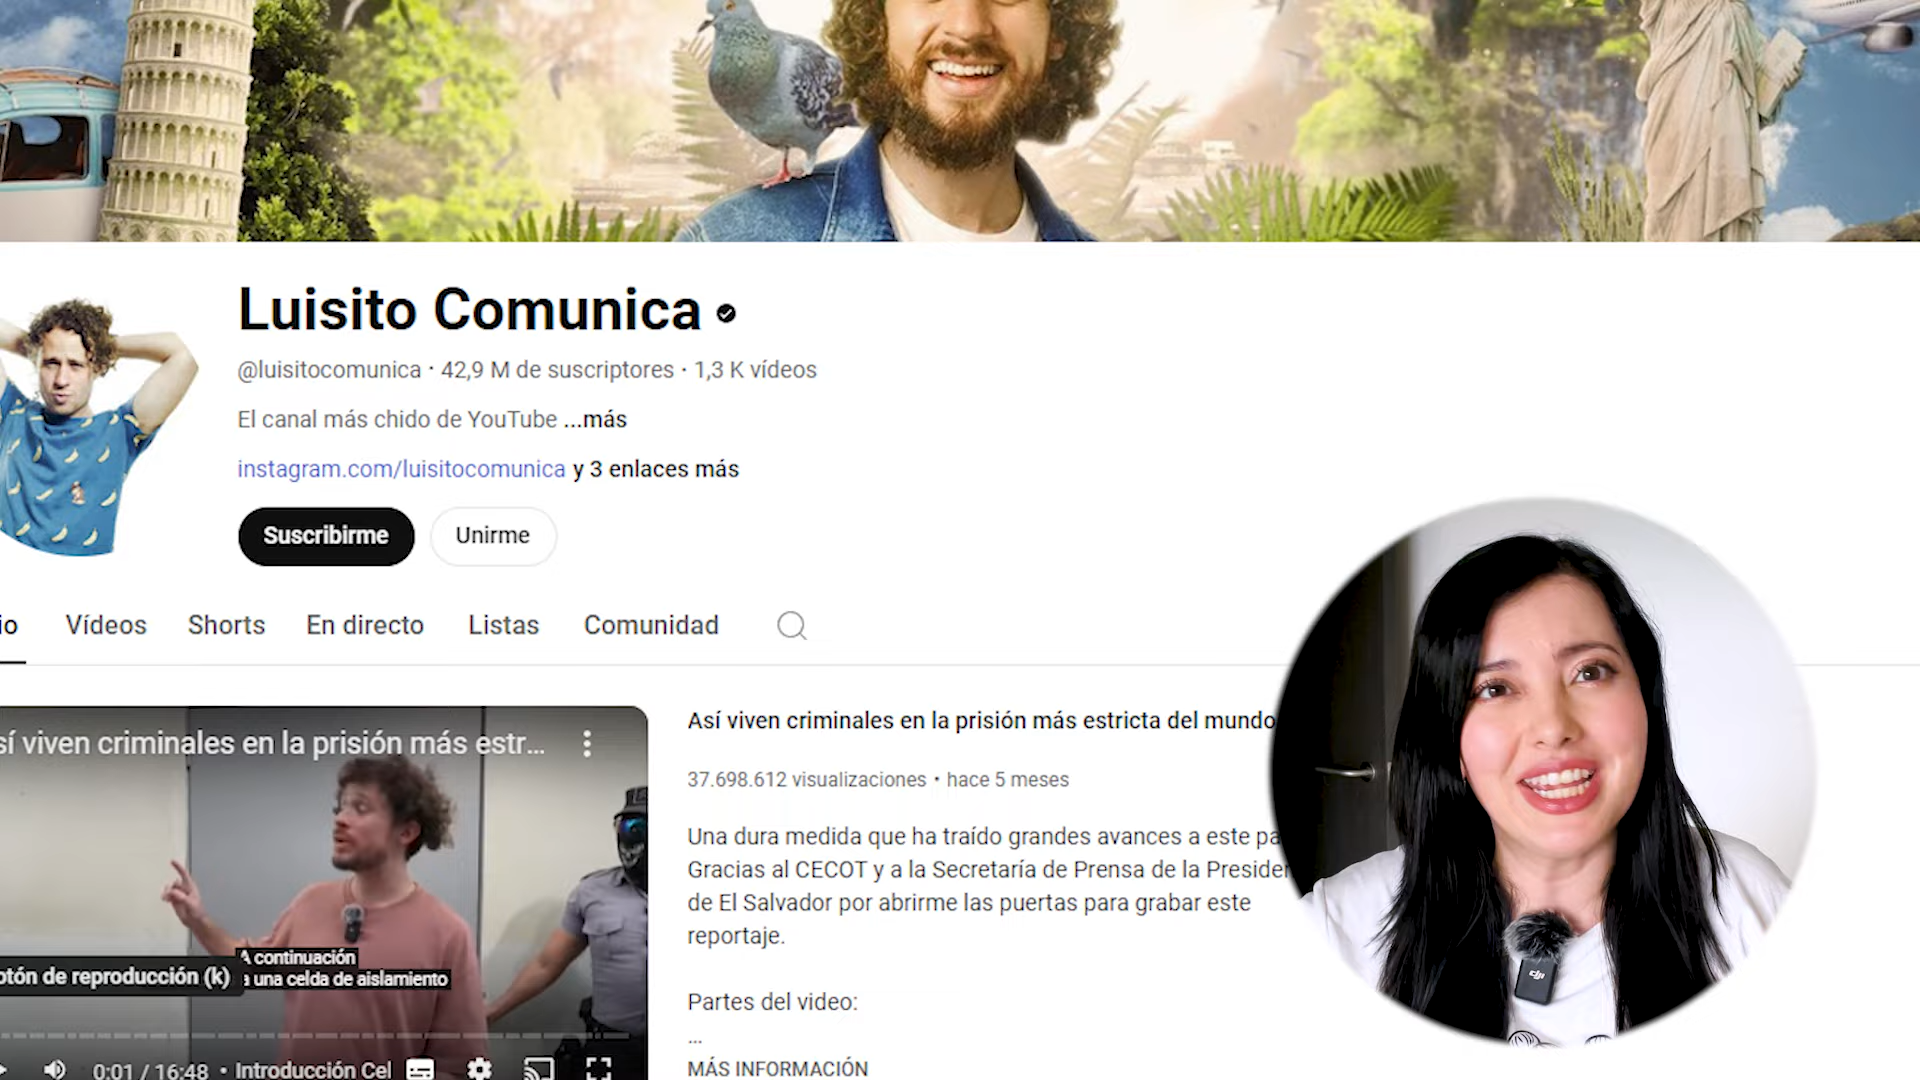 Luisito Comunica
@luisitocomunica · 42,9 M de suscriptores · 1,3 K vídeos
El canal más chido de YouTube ...más
instagram.com/luisitocomunica y 3 enlaces más
Suscribirme Unirme
io Vídeos Shorts En directo Listas Comunidad
sí viven criminales en la prisión más estr...
A continuación
a una celda de aislamiento
otón de reproducción (k)
0:01 / 16:48 • Introducción Cel
Así viven criminales en la prisión más estricta del mundo
37.698.612 visualizaciones • hace 5 meses
Una dura medida que ha traído grandes avances a este pa
Gracias al CECOT y a la Secretaría de Prensa de la Presiden
de El Salvador por abrirme las puertas para grabar este
reportaje.
Partes del video:
...
MÁS INFORMACIÓN
dji